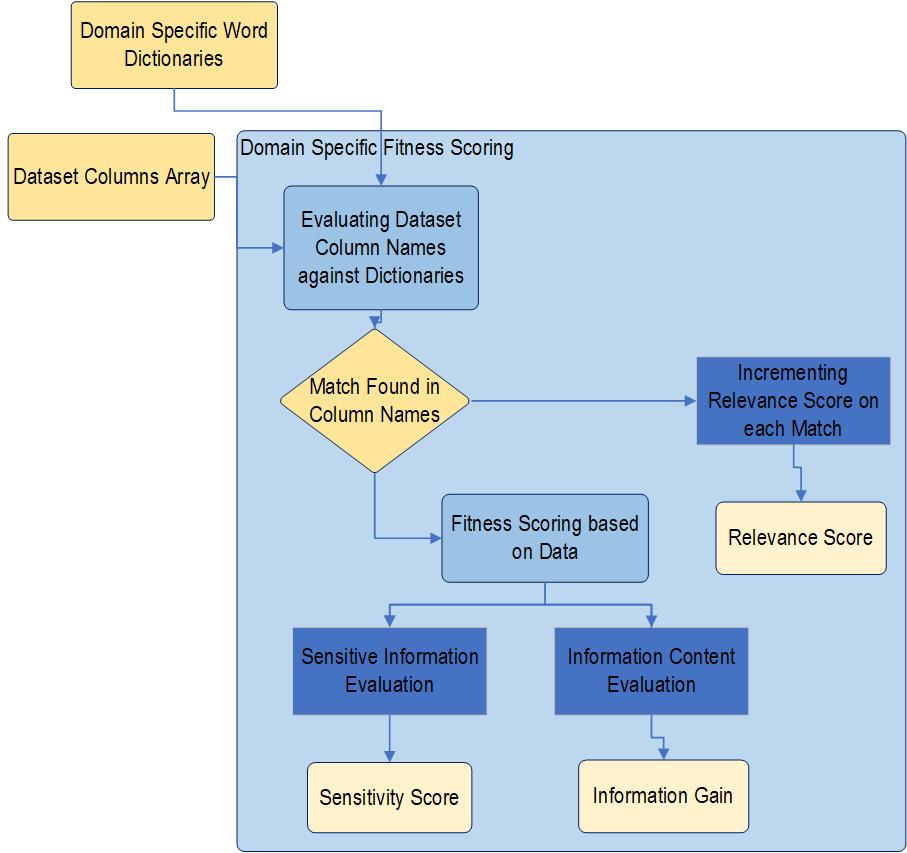 Domain Specific Word
Dictionaries
Domain Specific Fitness Scoring
Dataset Columns Array
Evaluating Dataset
Column Names
against Dictionaries
Match Found in
Column Names
Incrementing
Relevance Score on
each Match
Fitness Scoring based
on Data
Relevance Score
Sensitive Information
Evaluation
Information Content
Evaluation
Sensitivity Score
Information Gain